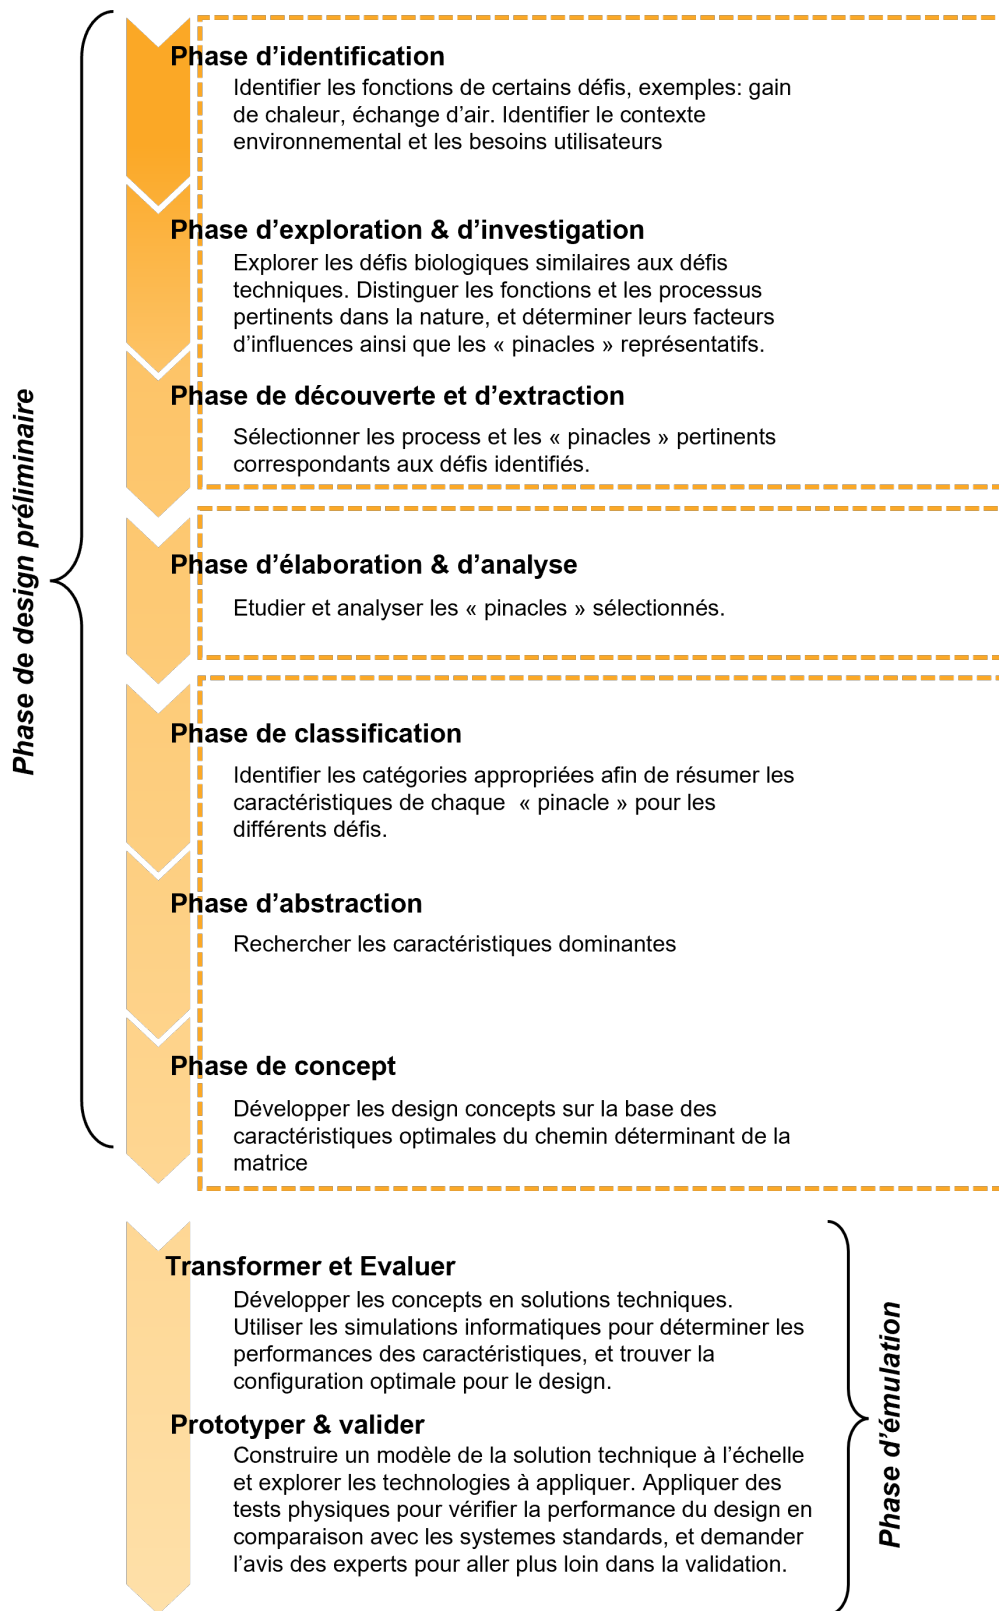 Phase de design préliminaire
Phase d’identification
Identifier les fonctions de certains défis, exemples: gain
de chaleur, échange d’air. Identifier le contexte
environnemental et les besoins utilisateurs
Phase d’exploration & d’investigation
Explorer les défis biologiques similaires aux défis
techniques. Distinguer les fonctions et les processus
pertinents dans la nature, et déterminer leurs facteurs
d’influences ainsi que les « pinacles » représentatifs.
Phase de découverte et d’extraction
Sélectionner les process et les « pinacles » pertinents
correspondants aux défis identifiés.
Phase d’élaboration & d’analyse
Etudier et analyser les « pinacles » sélectionnés.
Phase de classification
Identifier les catégories appropriées afin de résumer les
caractéristiques de chaque  « pinacle » pour les
différents défis.
Phase d’abstraction
Rechercher les caractéristiques dominantes
Phase de concept
Développer les design concepts sur la base des
caractéristiques optimales du chemin déterminant de la
matrice
Transformer et Evaluer
Développer les concepts en solutions techniques.
Utiliser les simulations informatiques pour déterminer les
performances des caractéristiques, et trouver la
configuration optimale pour le design.
Prototyper & valider
Construire un modèle de la solution technique à l’échelle
et explorer les technologies à appliquer. Appliquer des
tests physiques pour vérifier la performance du design en
comparaison avec les systemes standards, et demander
l’avis des experts pour aller plus loin dans la validation.
Phase d’émulation